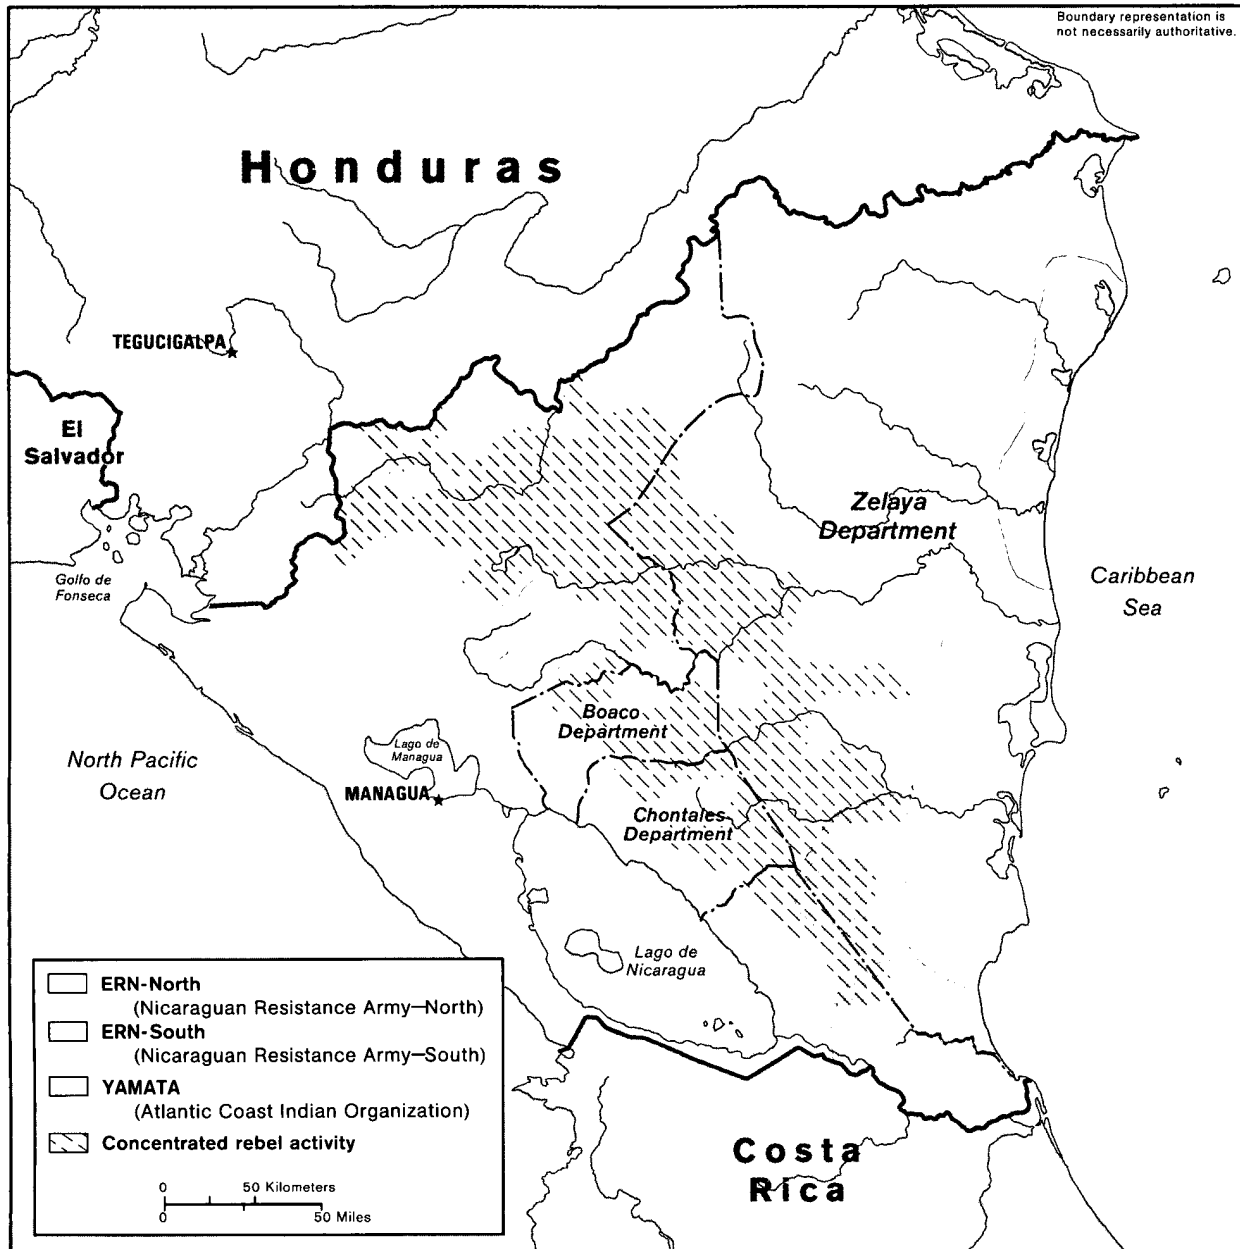 Boundary representation is
not necessarily authoritative.
Honduras
TEGUCIGALPA
El
Salvador
Golfo de
Fonseca
Zelaya
Department
Caribbean
Sea
Boaco
Department
Lago de
Managua
North Pacific
Ocean
MANAGUA
Chontales
Department
Lago de
Nicaragua
ERN-North
(Nicaraguan Resistance Army—North)
ERN-South
(Nicaraguan Resistance Army—South)
YAMATA
(Atlantic Coast Indian Organization)
Concentrated rebel activity
0 50 Kilometers
0 50 Miles
Costa
Rica